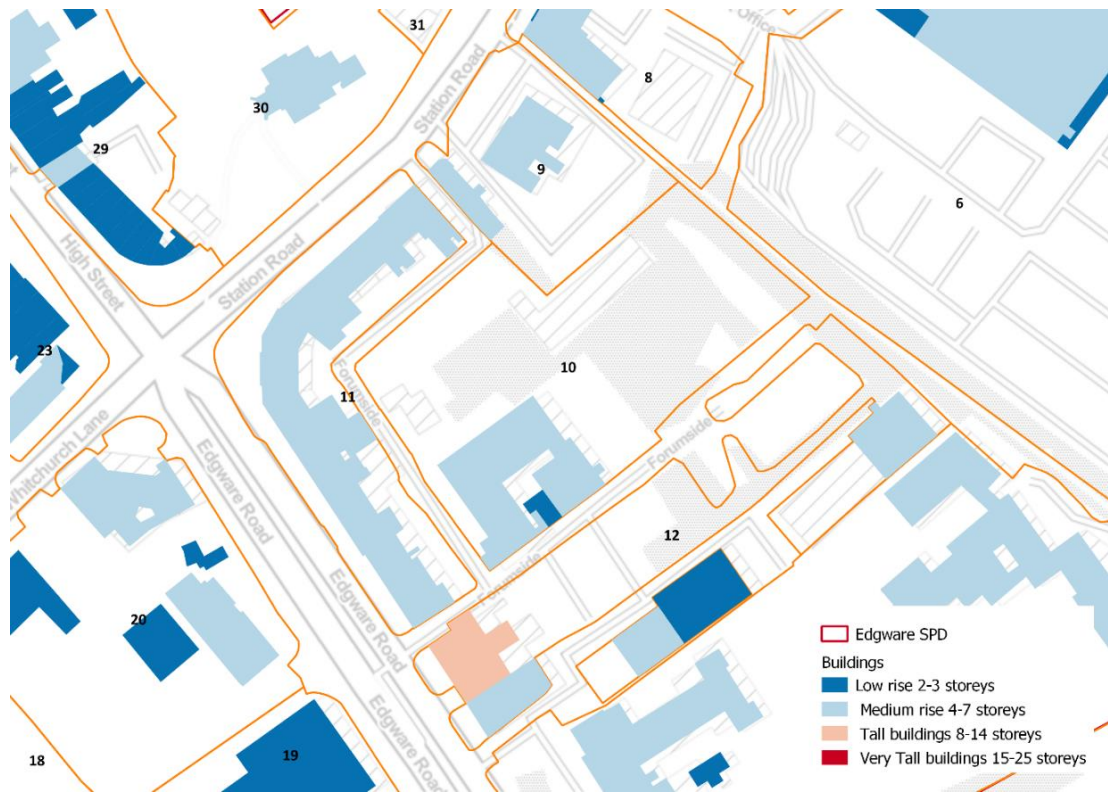 31
Office
8
30
29
Station Road
9
6
High Street
Station Road
23
10
11
Forumside
Forumside
Whitchurch Lane
Edgware Road
12
Forumside
Edgware Road
20
18
19
Edgware Road
Edgware SPD
Buildings
Low rise 2-3 storeys
Medium rise 4-7 storeys
Tall buildings 8-14 storeys
Very Tall buildings 15-25 storeys